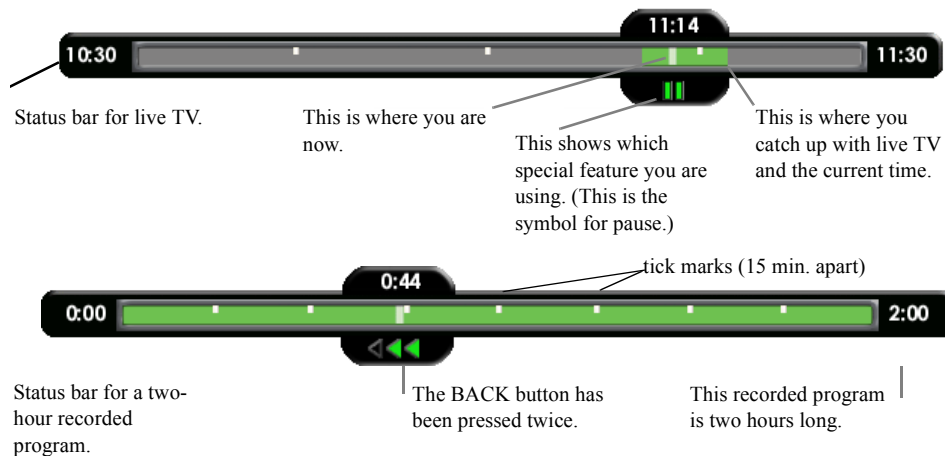 11:14
10:30
11:30
Status bar for live TV.
This is where you are
now.
This shows which
special feature you are
using. (This is the
symbol for pause.)
This is where you
catch up with live TV
and the current time.
tick marks (15 min. apart)
0:44
0:00
2:00
Status bar for a two-
hour recorded
program.
The BACK button has
been pressed twice.
This recorded program
is two hours long.